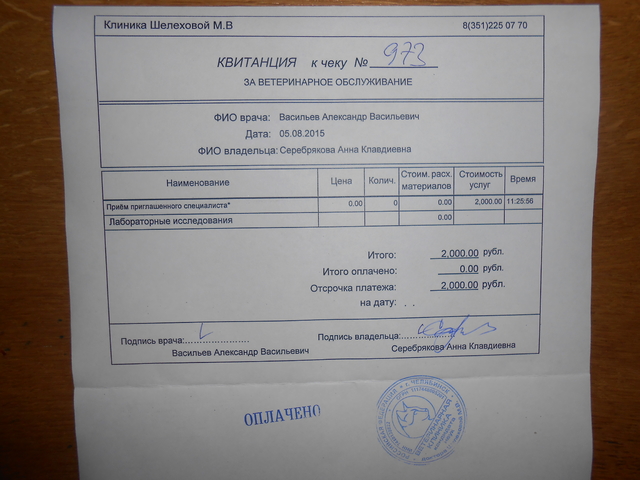 Клиника Шелеховой М.В 8(351)225 07 70
КВИТАНЦИЯ к чеку № 973
ЗА ВЕТЕРИНАРНОЕ ОБСЛУЖИВАНИЕ
ФИО врача: Васильев Александр Васильевич
Дата: 05.08.2015
ФИО владельца: Серебрякова Анна Клавдиевна
Наименование Цена Колич. Стоим. расх. материалов Стоимость услуг Время
Приём приглашенного специалиста* 0.00 0 0.00 2,000.00 11:25:56
Лабораторные исследования 0.00
Итого: 2,000.00 рубл.
Итого оплачено: 0.00 рубл.
Отсрочка платежа: 2,000.00 рубл.
на дату: . .
Подпись врача:...................... Подпись владельца:..............
Васильев Александр Васильевич Серебрякова Анна Клавдиевна
ОПЛАЧЕНО
ВЕТЕРИНАРНАЯ
КЛИНИКА